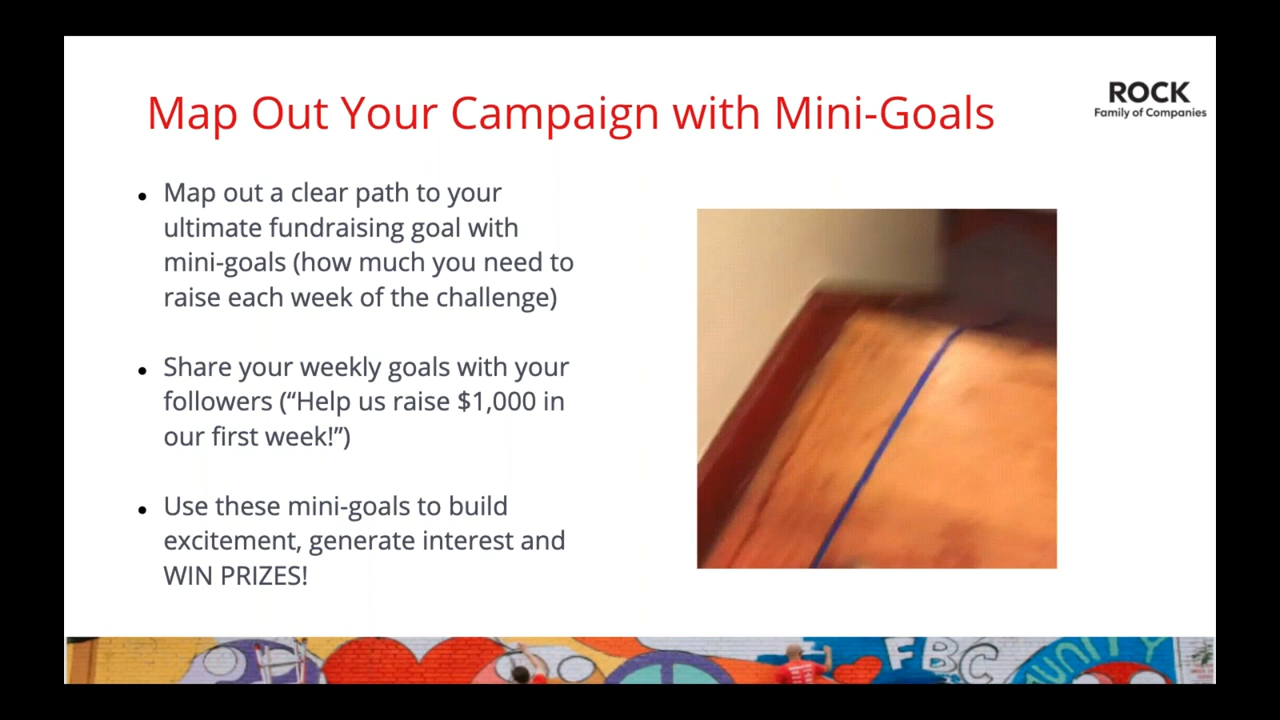 Map Out Your Campaign with Mini-Goals
ROCK
Family of Companies
• Map out a clear path to your
ultimate fundraising goal with
mini-goals (how much you need to
raise each week of the challenge)
• Share your weekly goals with your
followers (“Help us raise $1,000 in
our first week!”)
• Use these mini-goals to build
excitement, generate interest and
WIN PRIZES!
FBC
UNITY